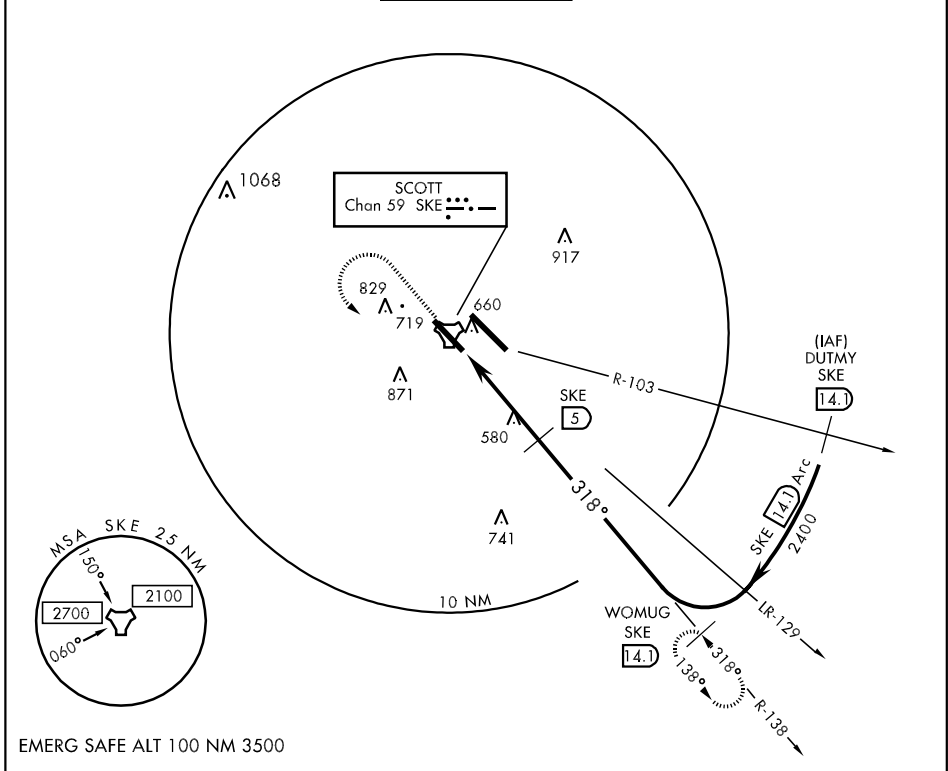 1068
SCOTT
Chan 59 SKE
917
829
719
660
871
R-103
(IAF)
DUTMY
SKE
14.1
SKE
5
580
318°
SKE 14.1 Arc
2400
741
10 NM
MSA SKE 25 NM
150°
2100
2700
060°
WOMUG
SKE
14.1
LR-129
318°
138°
R-138
EMERG SAFE ALT 100 NM 3500